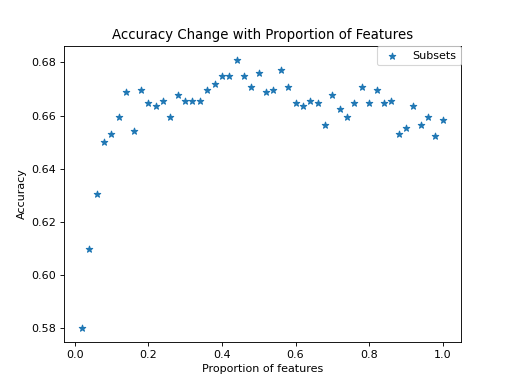 Accuracy Change with Proportion of Features
Subsets
Accuracy
0.68
0.66
0.64
0.62
0.60
0.58
0.0 0.2 0.4 0.6 0.8 1.0
Proportion of features